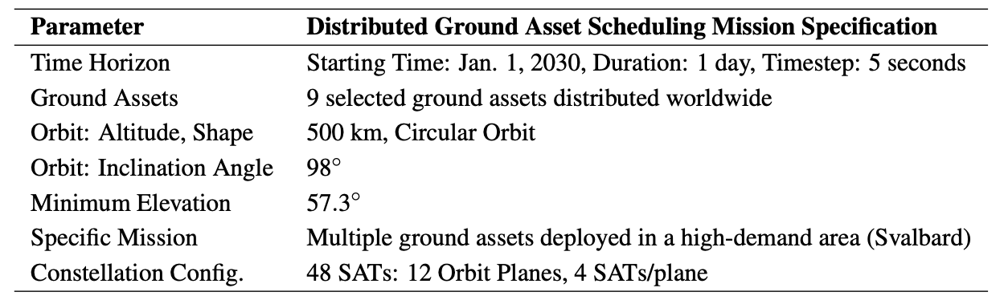 Parameter Distributed Ground Asset Scheduling Mission Specification
Time Horizon Starting Time: Jan. 1, 2030, Duration: 1 day, Timestep: 5 seconds
Ground Assets 9 selected ground assets distributed worldwide
Orbit: Altitude, Shape 500 km, Circular Orbit
Orbit: Inclination Angle 98°
Minimum Elevation 57.3°
Specific Mission Multiple ground assets deployed in a high-demand area (Svalbard)
Constellation Config. 48 SATs: 12 Orbit Planes, 4 SATs/plane